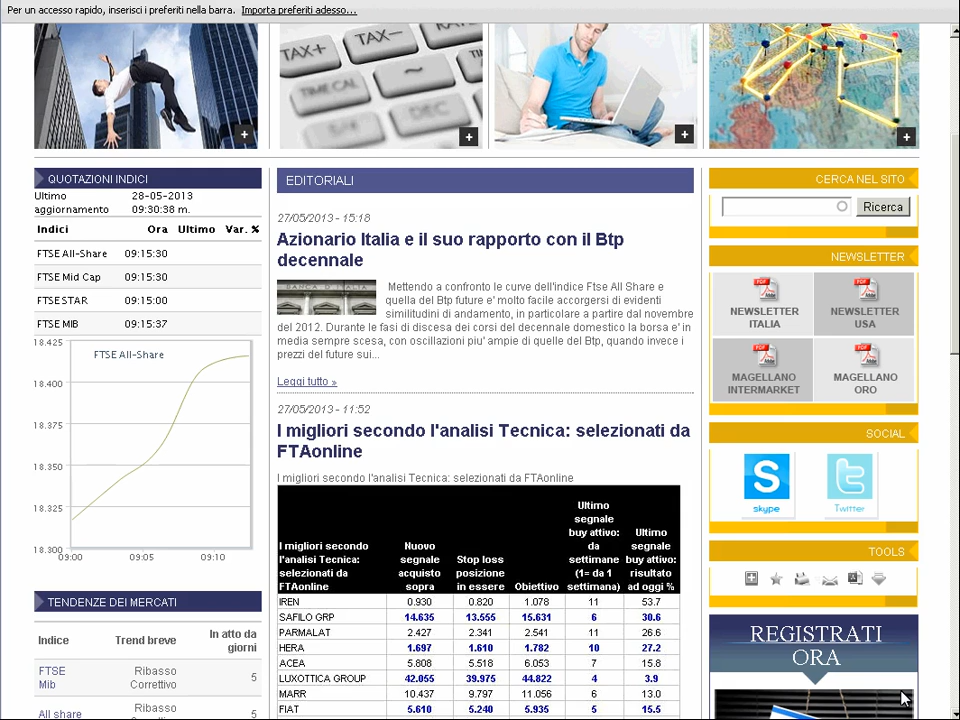 Per un accesso rapido, inserisci i preferiti nella barra. Importa preferiti adesso...
TAX+
TAX-
TIME CAL
DEC
QUOTAZIONI INDICI
Ultimo aggiornamento 28-05-2013 09:30:38 m.
Indici Ora Ultimo Var. %
FTSE All-Share 09:15:30
FTSE Mid Cap 09:15:30
FTSE STAR 09:15:00
FTSE MIB 09:15:37
FTSE All-Share
18.425
18.400
18.375
18.350
18.325
18.300
09:00 09:05 09:10
TENDENZE DEI MERCATI
Indice Trend breve In atto da giorni
FTSE Mib Ribasso Correttivo 5
All share Ribasso 5
EDITORIALI
27/05/2013 - 15:18
Azionario Italia e il suo rapporto con il Btp
decennale
BANCA D'ITALIA
Mettendo a confronto le curve dell'indice Ftse All Share e
quella del Btp future e' molto facile accorgersi di evidenti
similitudini di andamento, in particolare a partire dal novembre
del 2012. Durante le fasi di discesa dei corsi del decennale domestico la borsa e' in
media sempre scesa, con oscillazioni piu' ampie di quelle del Btp, quando invece i
prezzi del future sui...
Leggi tutto »
27/05/2013 - 11:52
I migliori secondo l'analisi Tecnica: selezionati da
FTAonline
I migliori secondo l'analisi Tecnica: selezionati da FTAonline
I migliori secondo l'analisi Tecnica: selezionati da FTAonline Nuovo segnale acquisto sopra Stop loss posizione in essere Obiettivo Ultimo segnale buy attivo: da settimane (1= da 1 settimana) Ultimo segnale buy attivo: risultato ad oggi %
IREN 0.930 0.820 1.078 11 53.7
SAFILO GRP 14.635 13.555 15.631 6 30.6
PARMALAT 2.427 2.341 2.541 11 26.6
HERA 1.697 1.610 1.782 10 27.2
ACEA 5.808 5.518 6.053 7 15.8
LUXOTTICA GROUP 42.055 39.975 44.822 4 3.9
MARR 10.437 9.797 11.056 6 13.0
FIAT 5.610 5.240 5.935 5 15.5
CERCA NEL SITO
Ricerca
NEWSLETTER
NEWSLETTER ITALIA
NEWSLETTER USA
MAGELLANO INTERMARKET
MAGELLANO ORO
SOCIAL
skype
Twitter
TOOLS
REGISTRATI
ORA